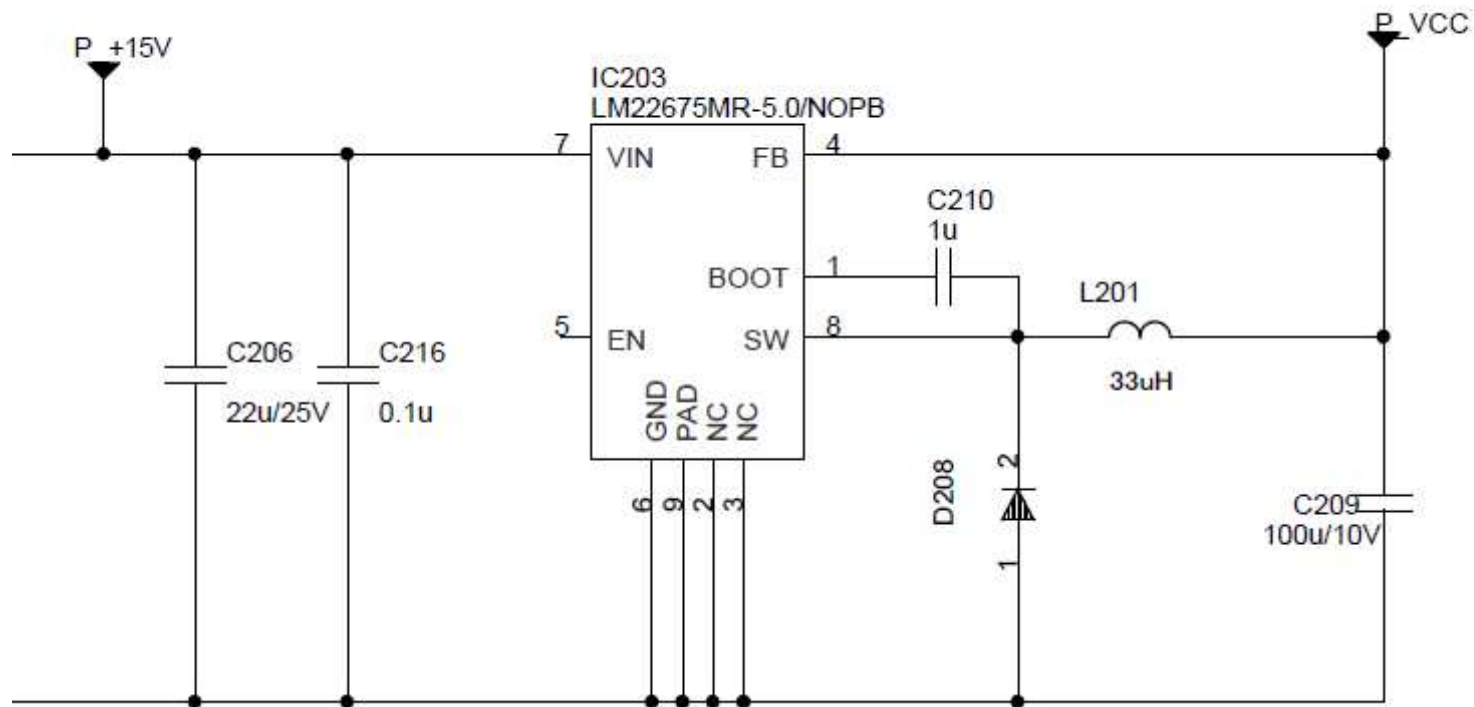 P_+15V
P_VCC
IC203
LM22675MR-5.0/NOPB
7
VIN
FB
4
C210
1u
BOOT
1
L201
5
EN
SW
8
C206
C216
33uH
22u/25V
0.1u
GND
PAD
NC
NC
6
9
2
3
D208
2
1
C209
100u/10V